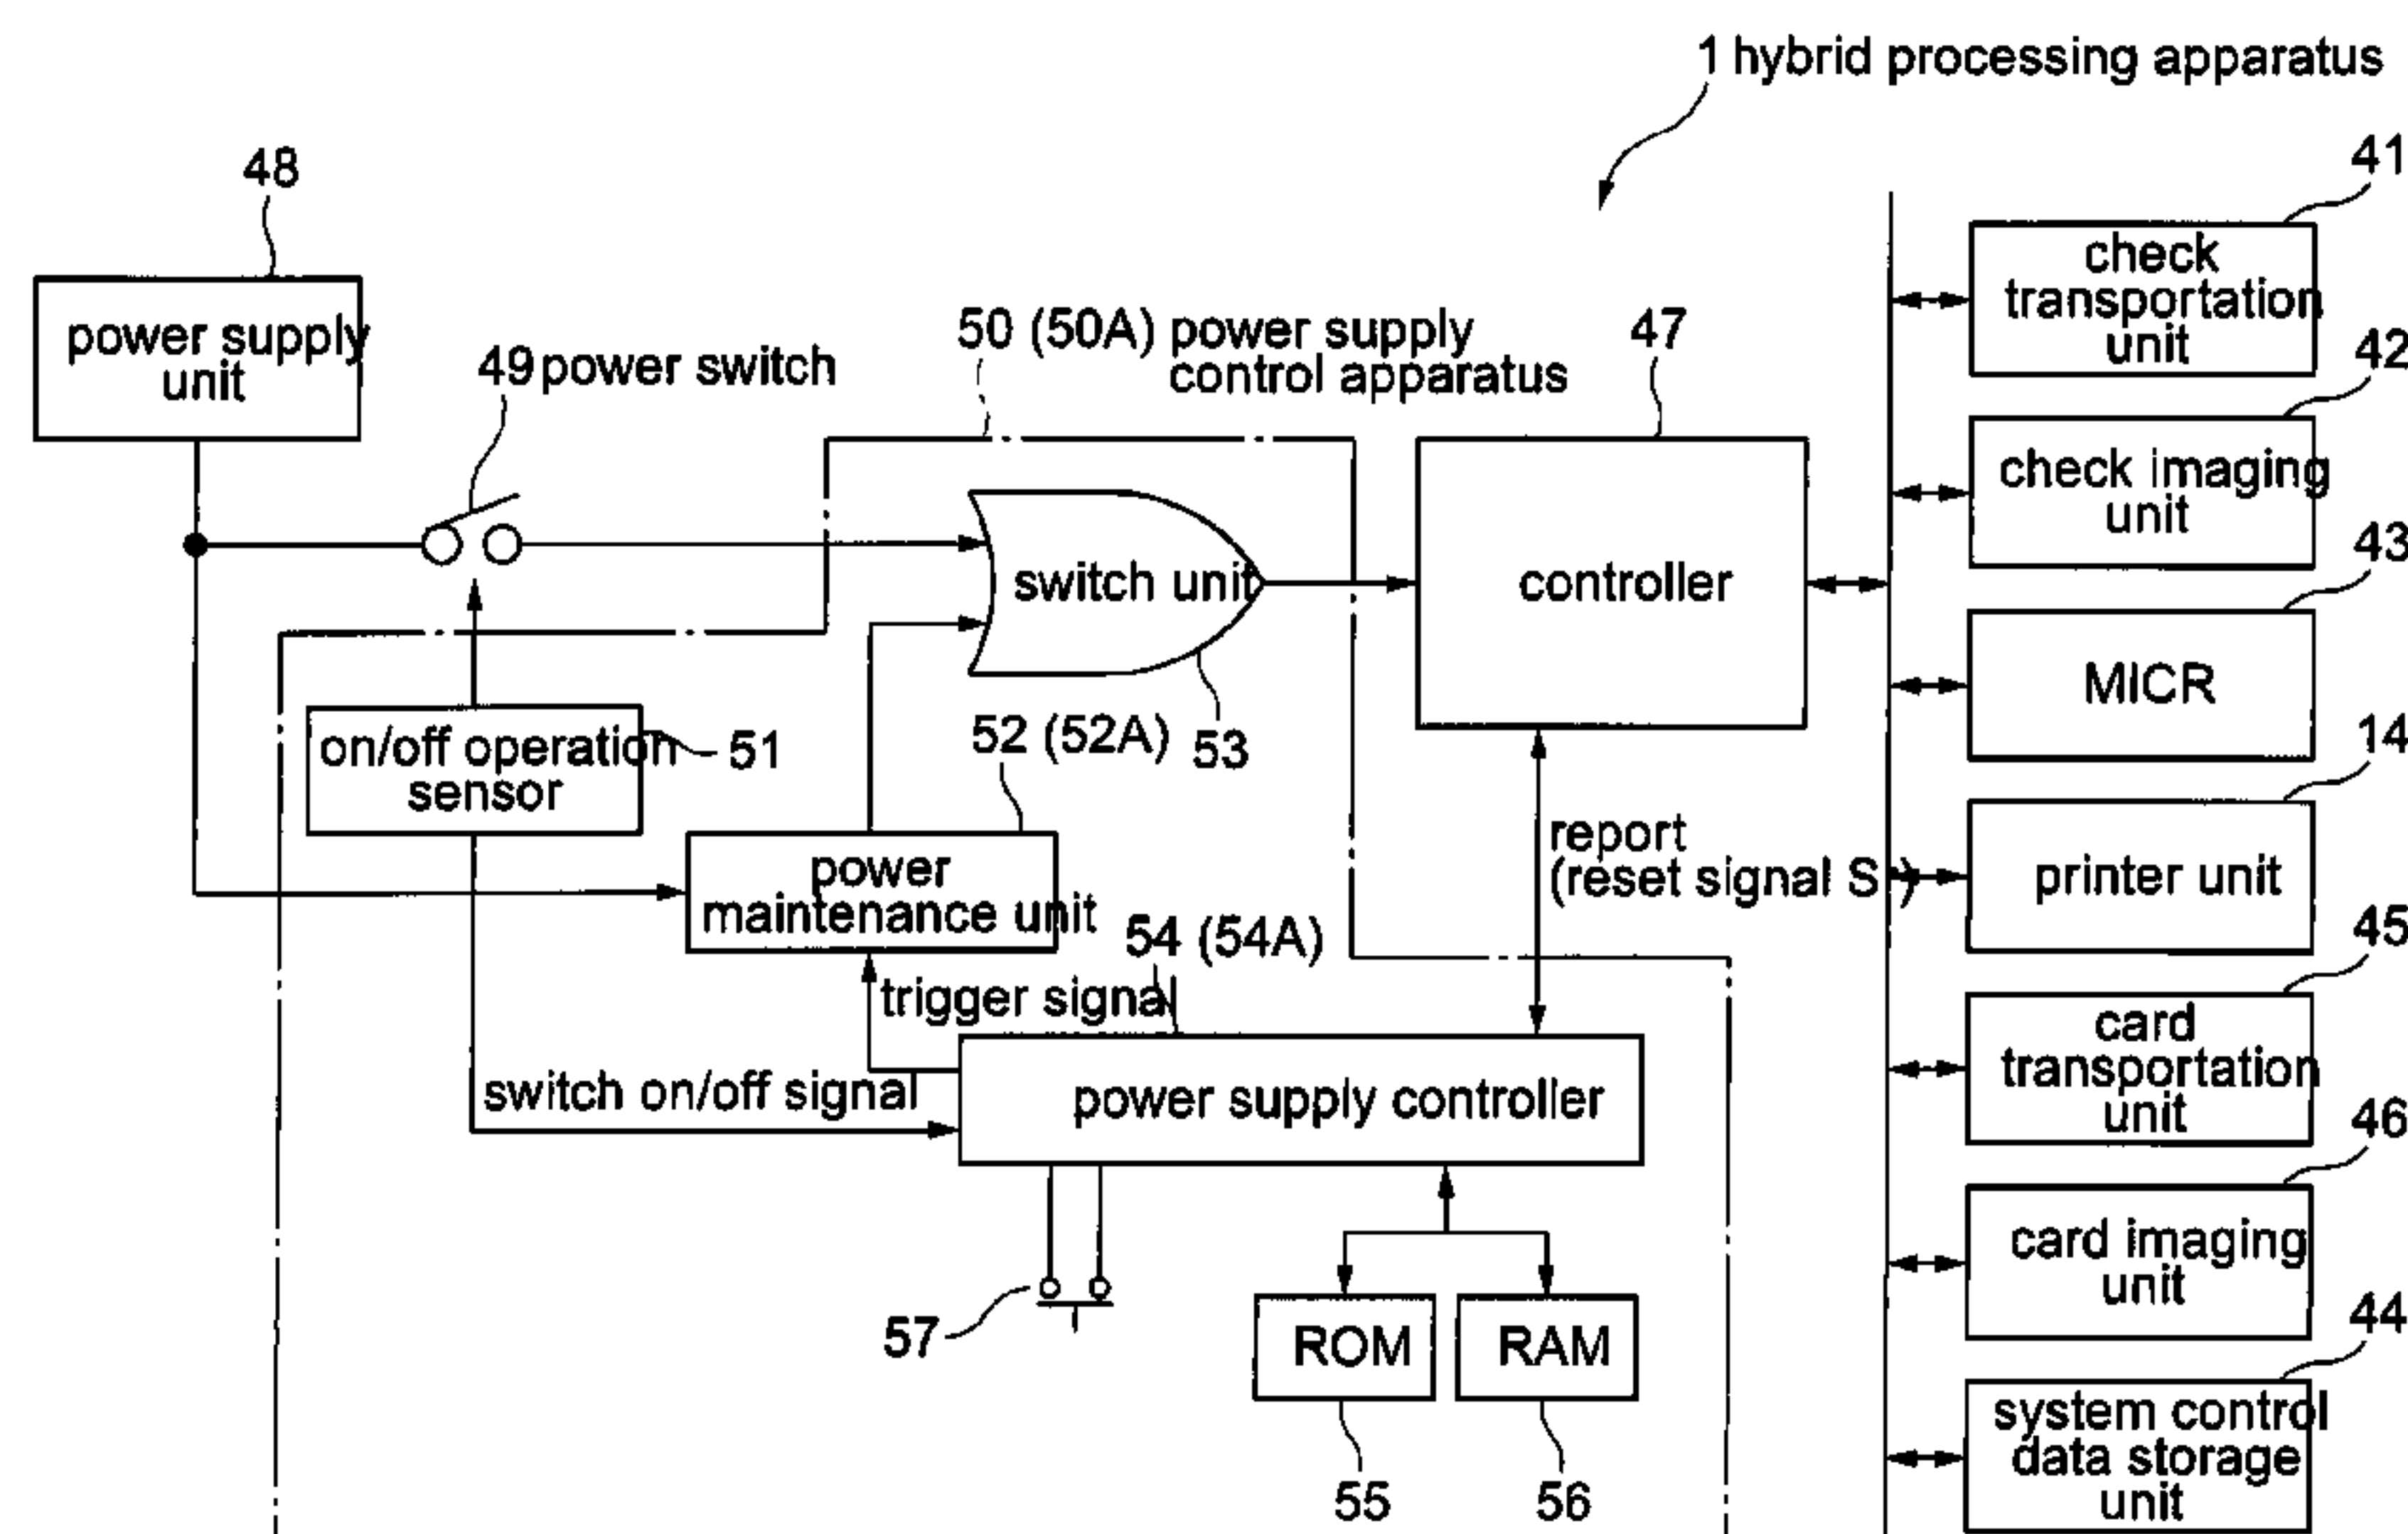 1 hybrid processing apparatus
48
41
power supply
unit
49 power switch
50 (50A) power supply
control apparatus
47
check
transportation
unit
42
switch unit
controller
check imaging
unit
43
on/off operation
sensor
51
52 (52A)
53
MICR
14
power
maintenance unit
report
(reset signal S )
printer unit
45
54 (54A)
trigger signal
switch on/off signal
power supply controller
card
transportation
unit
46
57
ROM
RAM
card imaging
unit
44
55
56
system control
data storage
unit